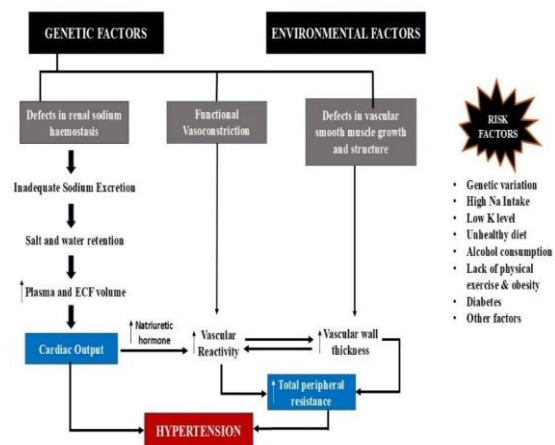 GENETIC FACTORS
ENVIRONMENTAL FACTORS
Defects in renal sodium
haemostasis
Functional
Vasoconstriction
Defects in vascular
smooth muscle growth
and structure
Inadequate Sodium Excretion
Salt and water retention
↑ Plasma and ECF volume
Cardiac Output
↑ Natriuretic
hormone
↑ Vascular
Reactivity
↑ Vascular wall
thickness
↑ Total peripheral
resistance
HYPERTENSION
RISK
FACTORS
• Genetic variation
• High Na Intake
• Low K level
• Unhealthy diet
• Alcohol consumption
• Lack of physical
exercise & obesity
• Diabetes
• Other factors